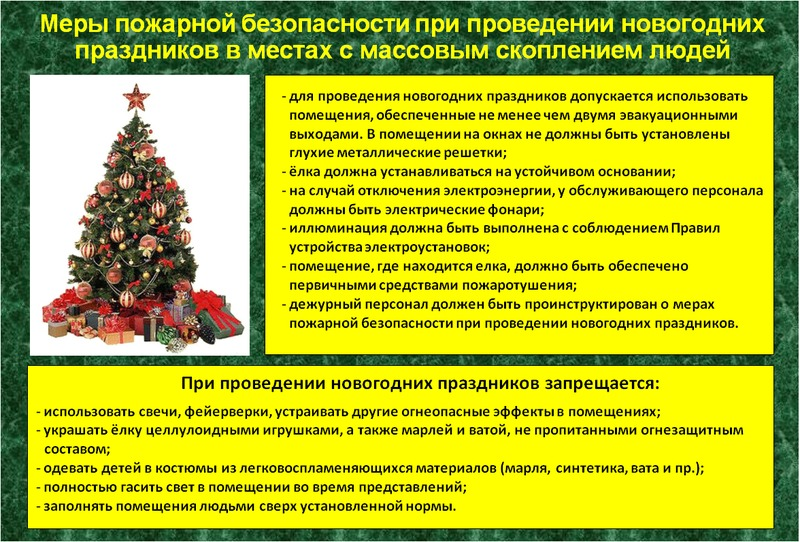 Меры пожарной безопасности при проведении новогодних
праздников в местах с массовым скоплением людей
- для проведения новогодних праздников допускается использовать
помещения, обеспеченные не менее чем двумя эвакуационными
выходами. В помещении на окнах не должны быть установлены
глухие металлические решетки;
- ёлка должна устанавливаться на устойчивом основании;
- на случай отключения электроэнергии, у обслуживающего персонала
должны быть электрические фонари;
- иллюминация должна быть выполнена с соблюдением Правил
устройства электроустановок;
- помещение, где находится елка, должно быть обеспечено
первичными средствами пожаротушения;
- дежурный персонал должен быть проинструктирован о мерах
пожарной безопасности при проведении новогодних праздников.
При проведении новогодних праздников запрещается:
- использовать свечи, фейерверки, устраивать другие огнеопасные эффекты в помещениях;
- украшать ёлку целлулоидными игрушками, а также марлей и ватой, не пропитанными огнезащитным
составом;
- одевать детей в костюмы из легковоспламеняющихся материалов (марля, синтетика, вата и пр.);
- полностью гасить свет в помещении во время представлений;
- заполнять помещения людьми сверх установленной нормы.